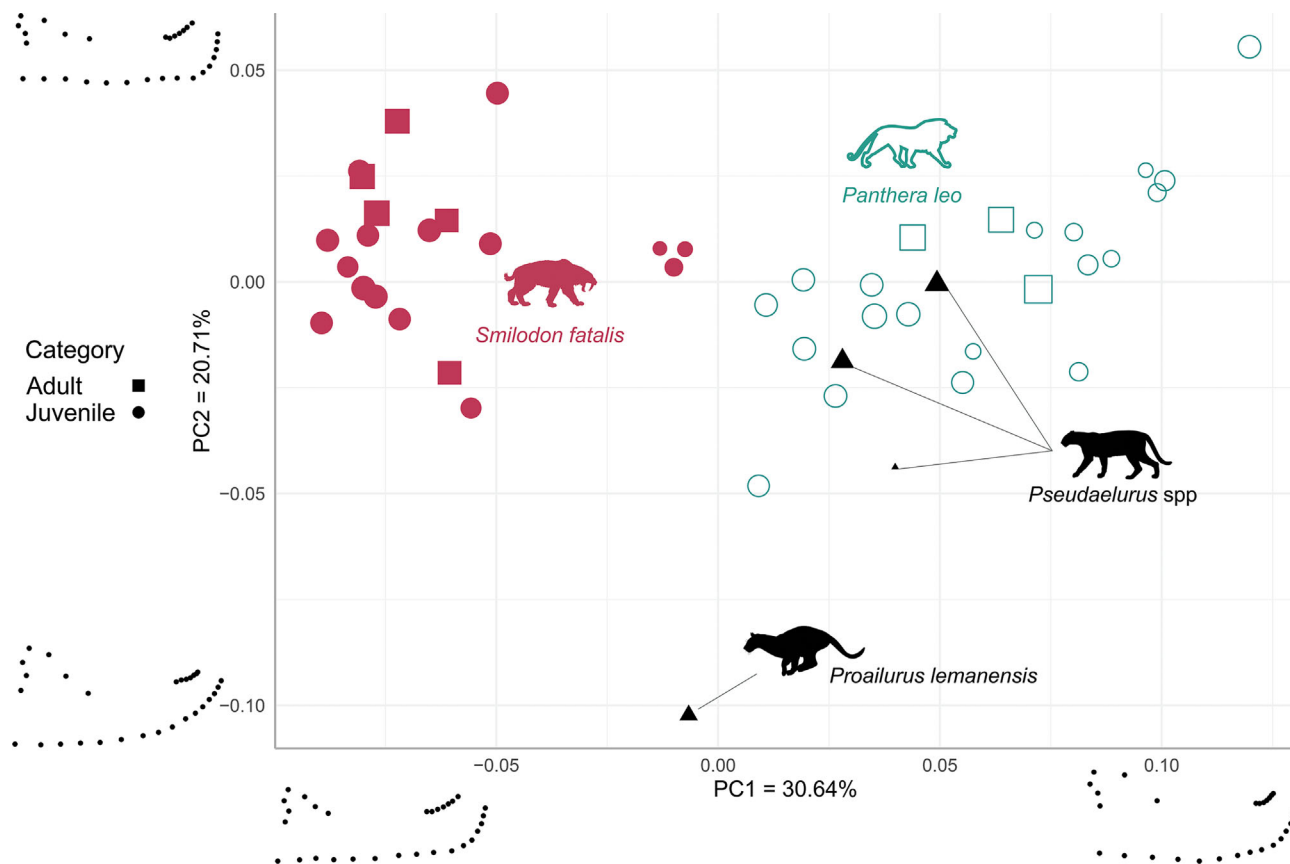 0.05
Panthera leo
0.00
Smilodon fatalis
Category
Adult
Juvenile
PC2 = 20.71%
−0.05
Pseudaelurus spp
Proailurus lemanensis
−0.10
−0.05
0.00
0.05
0.10
PC1 = 30.64%